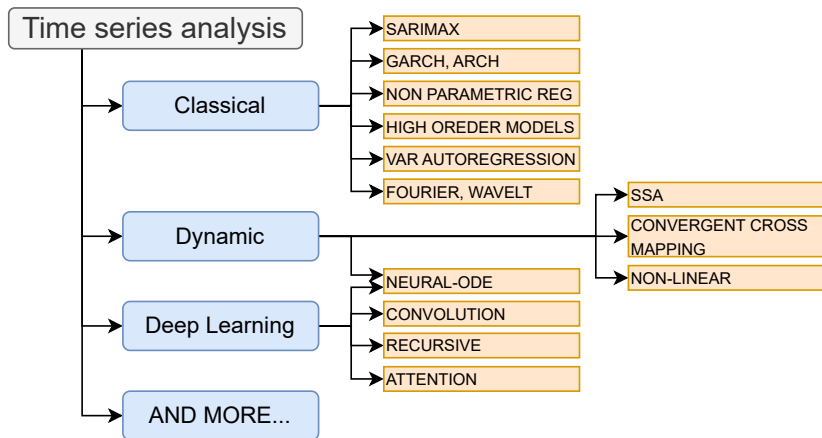 Time series analysis
Classical
SARIMAX
GARCH, ARCH
NON PARAMETRIC REG
HIGH OREDER MODELS
VAR AUTOREGRESSION
FOURIER, WAVELT
Dynamic
SSA
CONVERGENT CROSS
MAPPING
NON-LINEAR
NEURAL-ODE
Deep Learning
CONVOLUTION
RECURSIVE
ATTENTION
AND MORE...